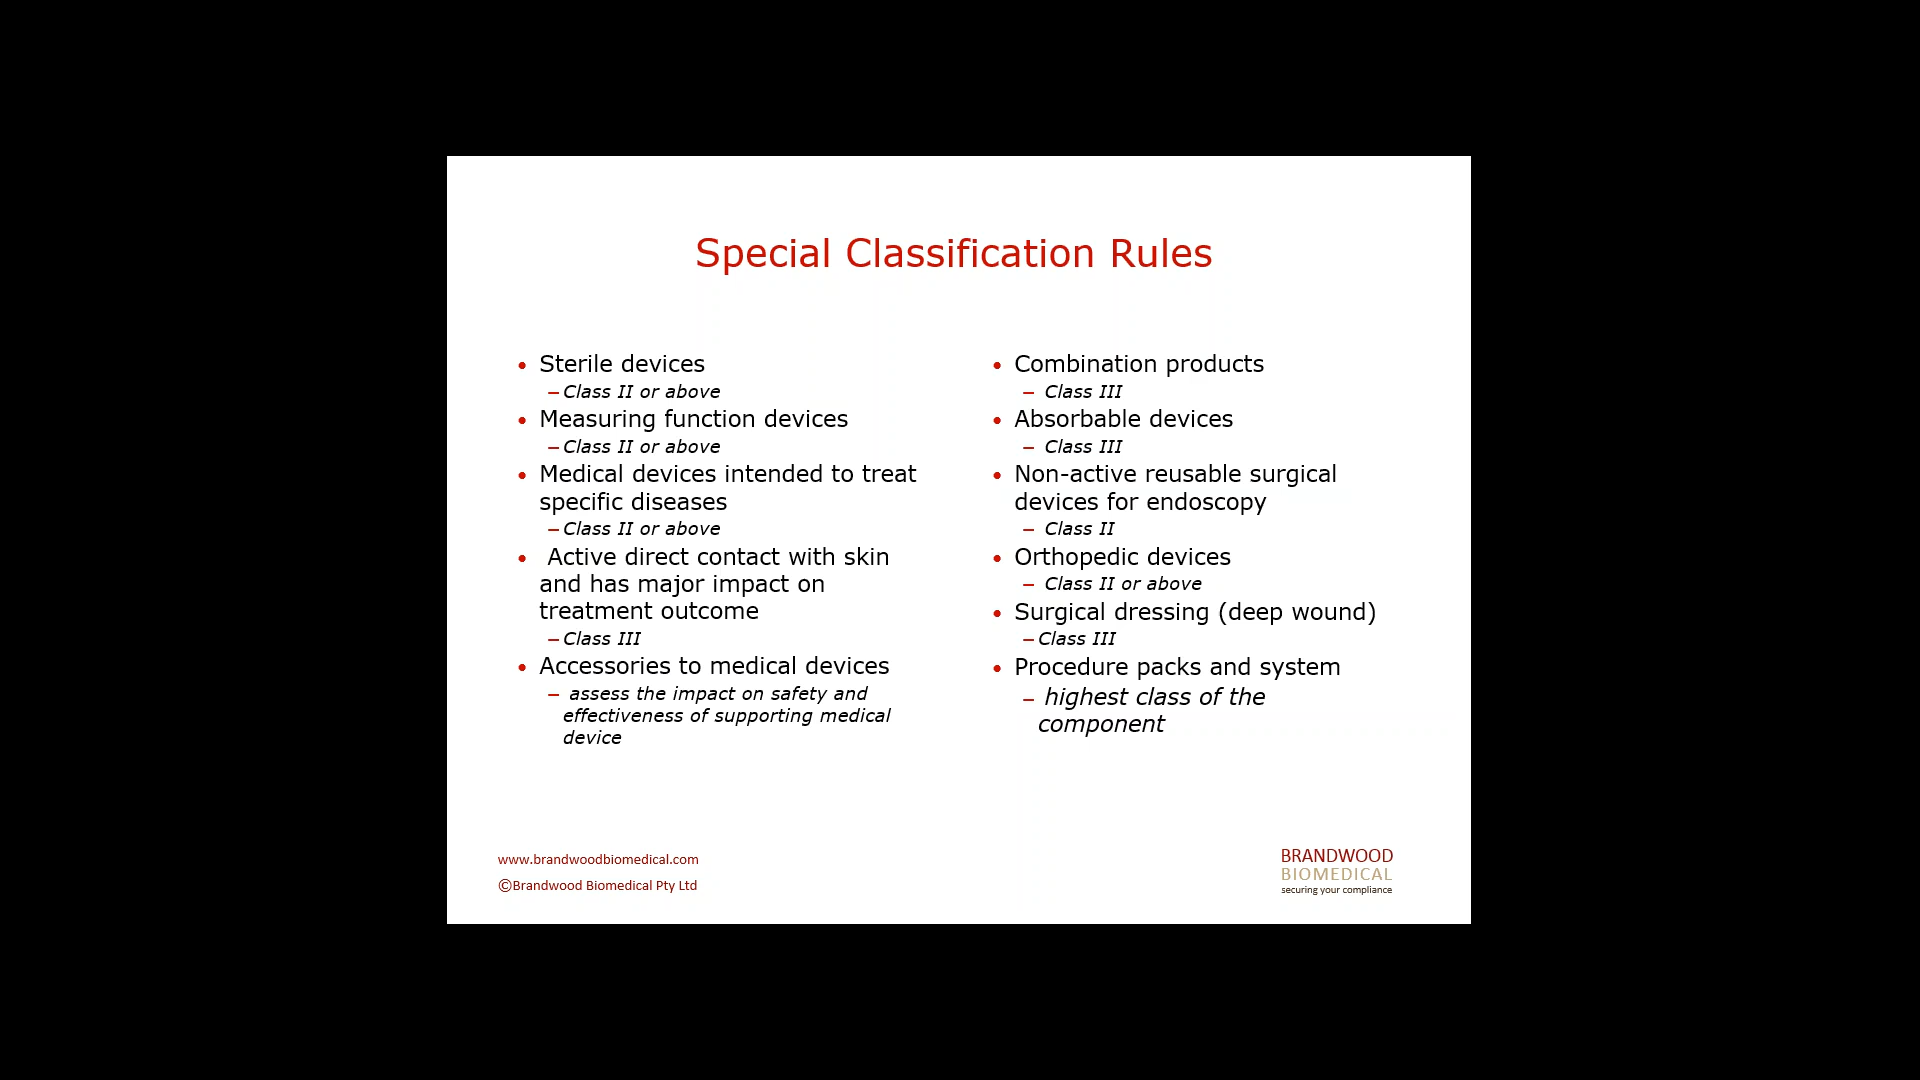 Special Classification Rules
• Sterile devices
–Class II or above
• Measuring function devices
–Class II or above
• Medical devices intended to treat
specific diseases
–Class II or above
• Active direct contact with skin
and has major impact on
treatment outcome
–Class III
• Accessories to medical devices
– assess the impact on safety and
effectiveness of supporting medical
device
• Combination products
– Class III
• Absorbable devices
– Class III
• Non-active reusable surgical
devices for endoscopy
– Class II
• Orthopedic devices
– Class II or above
• Surgical dressing (deep wound)
–Class III
• Procedure packs and system
– highest class of the
component
www.brandwoodbiomedical.com
©Brandwood Biomedical Pty Ltd
BRANDWOOD
BIOMEDICAL
securing your compliance